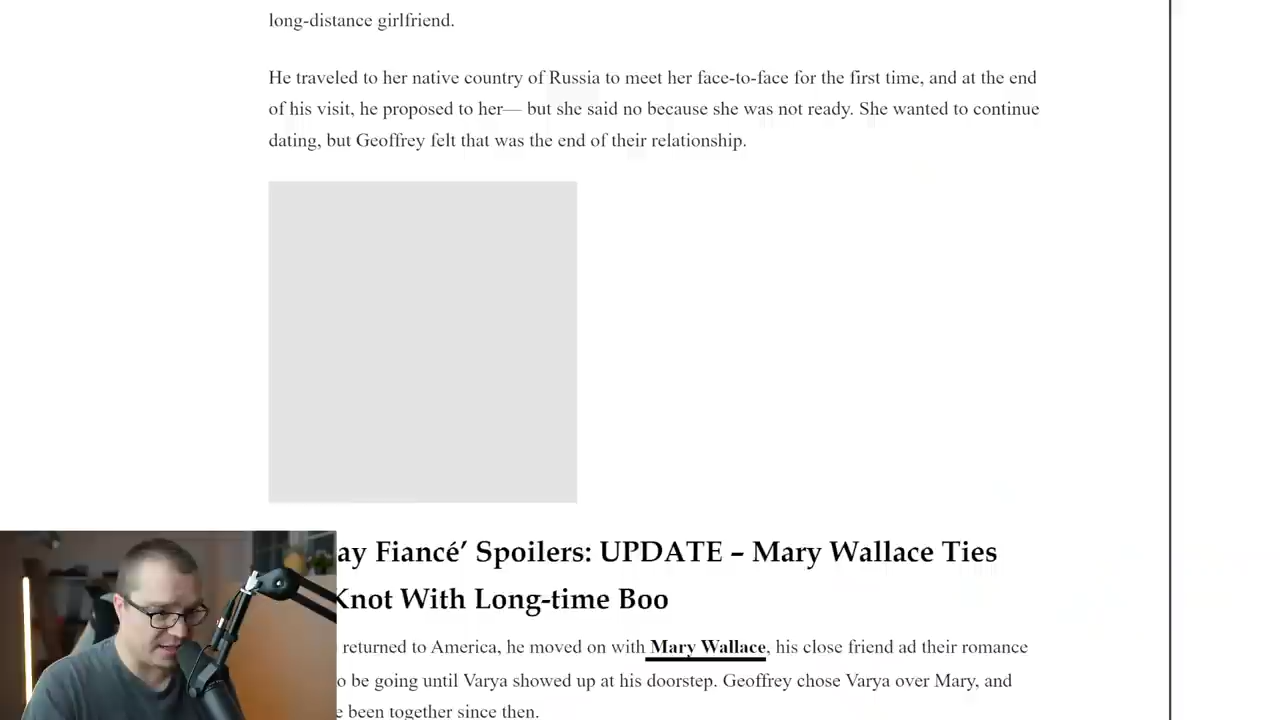 long-distance girlfriend.
He traveled to her native country of Russia to meet her face-to-face for the first time, and at the end
of his visit, he proposed to her— but she said no because she was not ready. She wanted to continue
dating, but Geoffrey felt that was the end of their relationship.
ay Fiancé’ Spoilers: UPDATE – Mary Wallace Ties
Knot With Long-time Boo
returned to America, he moved on with Mary Wallace, his close friend ad their romance
o be going until Varya showed up at his doorstep. Geoffrey chose Varya over Mary, and
e been together since then.